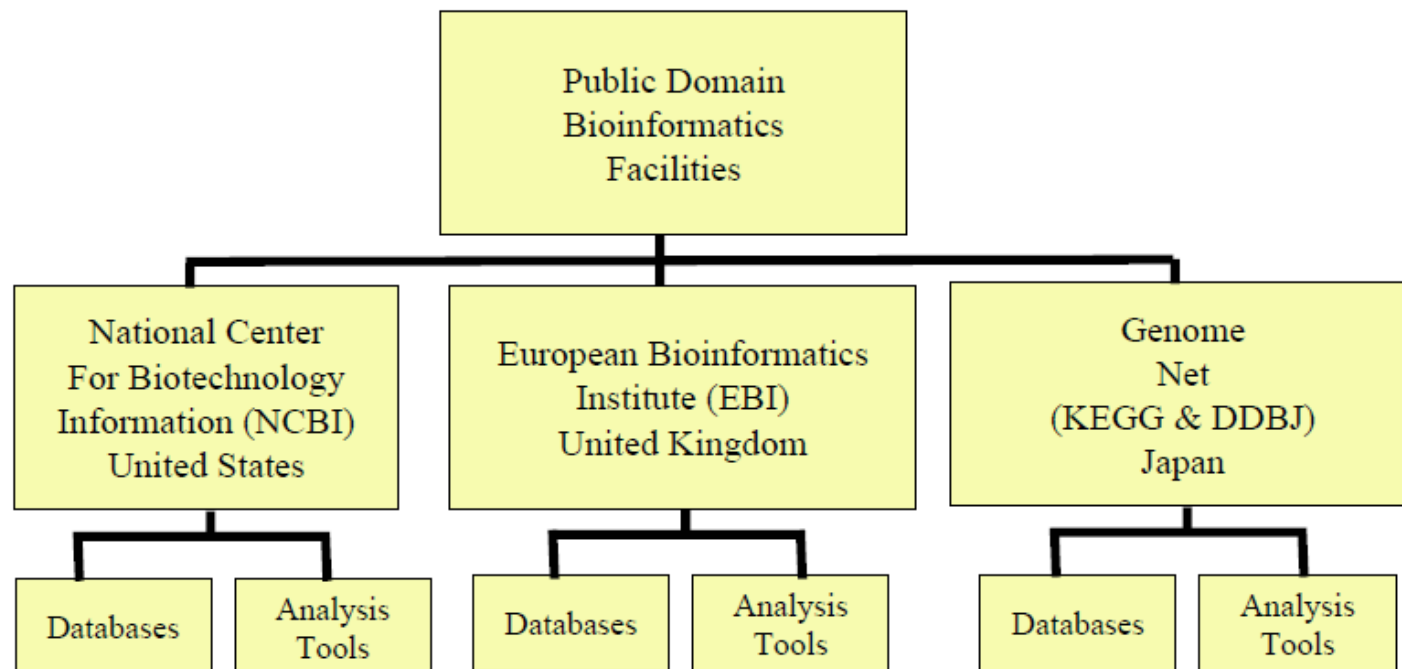 Public Domain
Bioinformatics
Facilities
National Center
For Biotechnology
Information (NCBI)
United States
European Bioinformatics
Institute (EBI)
United Kingdom
Genome
Net
(KEGG & DDBJ)
Japan
Databases
Analysis
Tools
Databases
Analysis
Tools
Databases
Analysis
Tools